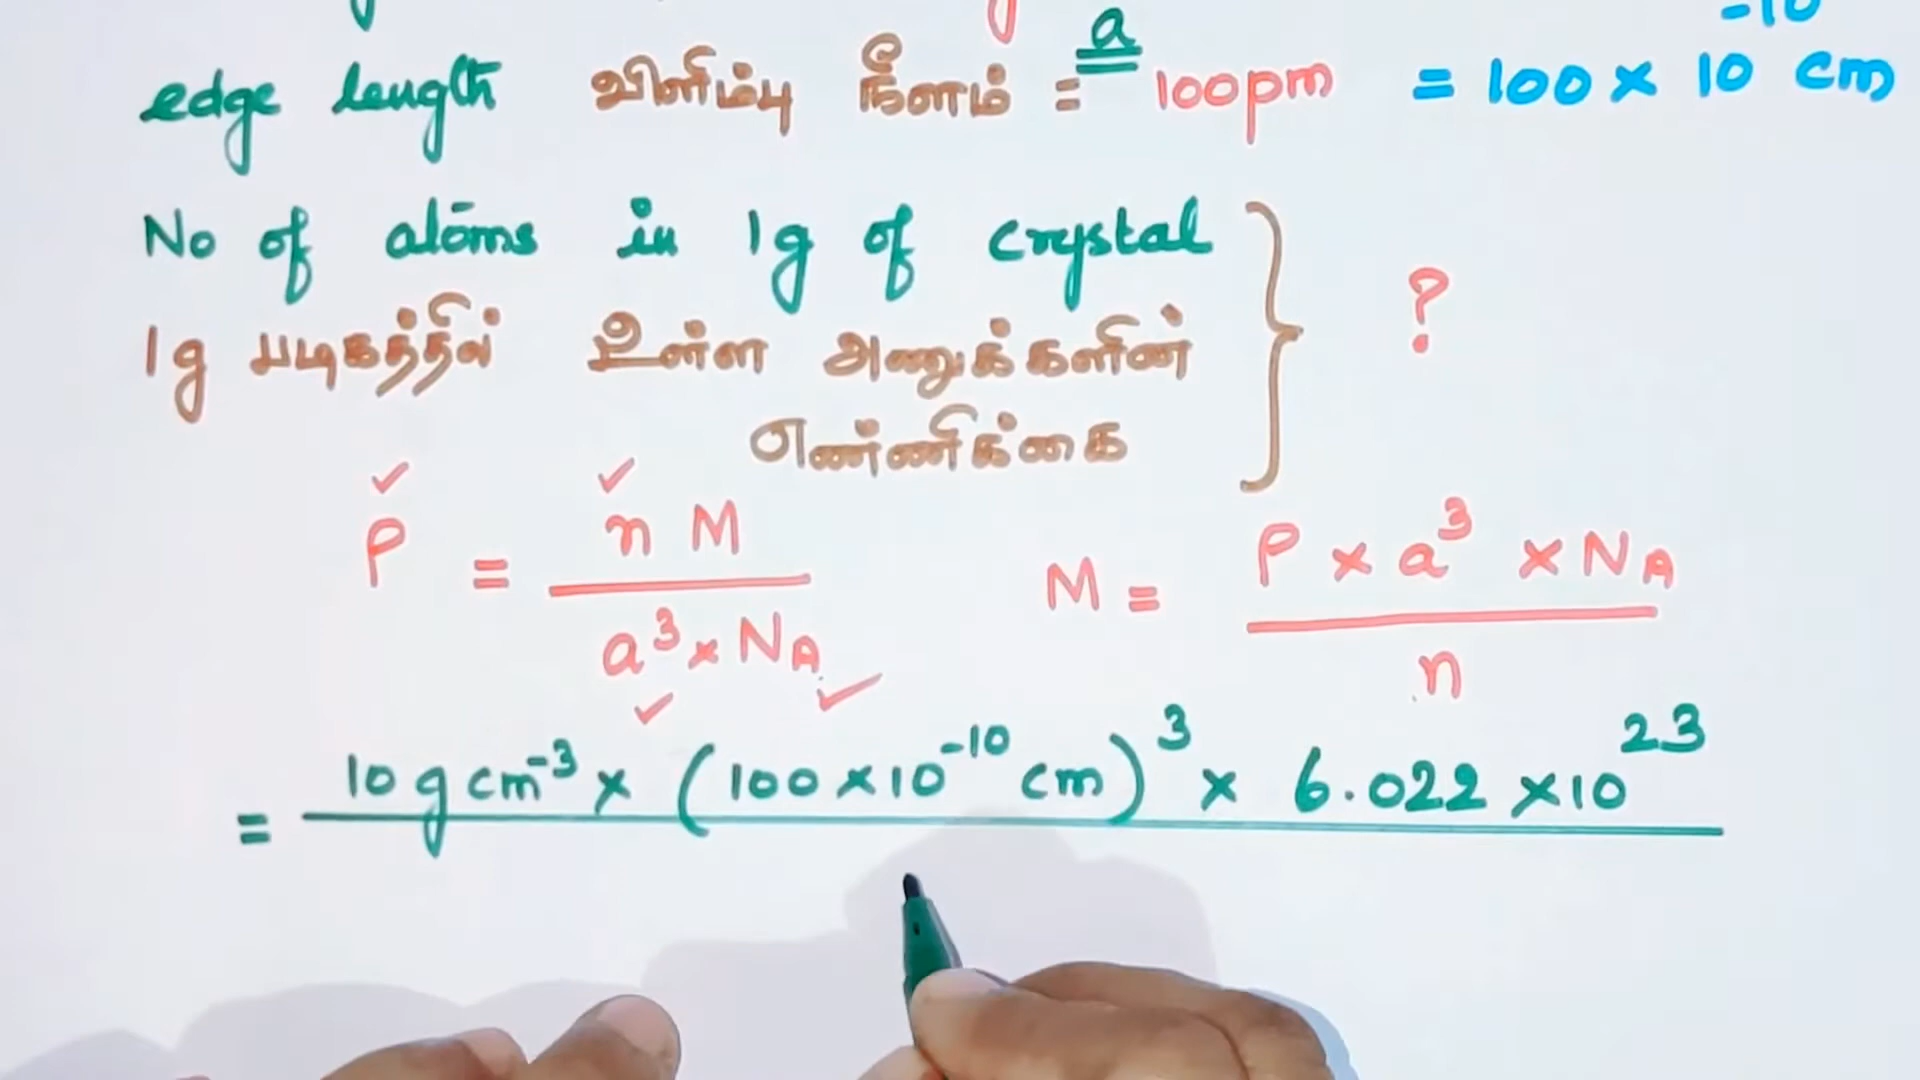 edge length விளிம்பு நீளம் = a 100pm = 100 × 10⁻¹⁰ cm
No of atoms in 1g of crystal
1g படிகத்தில் உள்ள அணுக்களின் ?
எண்ணிக்கை
ρ = n M / a³ × NA M = ρ × a³ × NA / n
= 10 g cm⁻³ × (100 × 10⁻¹⁰ cm)³ × 6.022 × 10²³